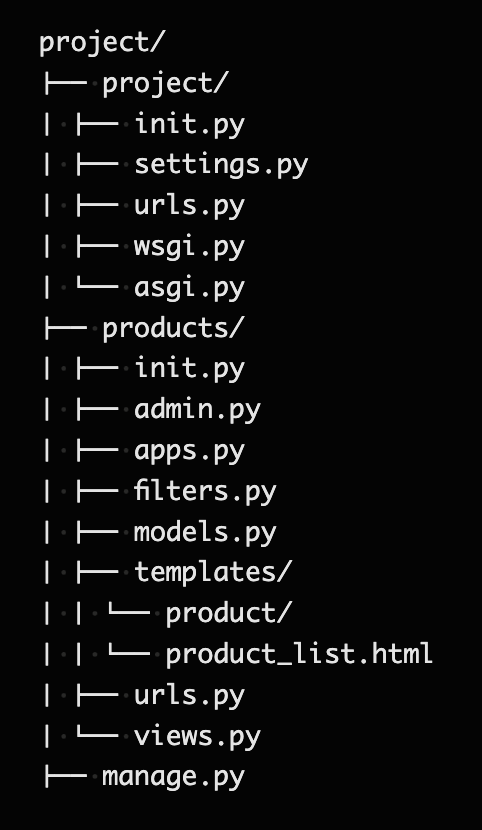 project/
├── project/
│ ├── init.py
│ ├── settings.py
│ ├── urls.py
│ ├── wsgi.py
│ └── asgi.py
├── products/
│ ├── init.py
│ ├── admin.py
│ ├── apps.py
│ ├── filters.py
│ ├── models.py
│ ├── templates/
│ │ └── product/
│ │ └── product_list.html
│ ├── urls.py
│ └── views.py
├── manage.py